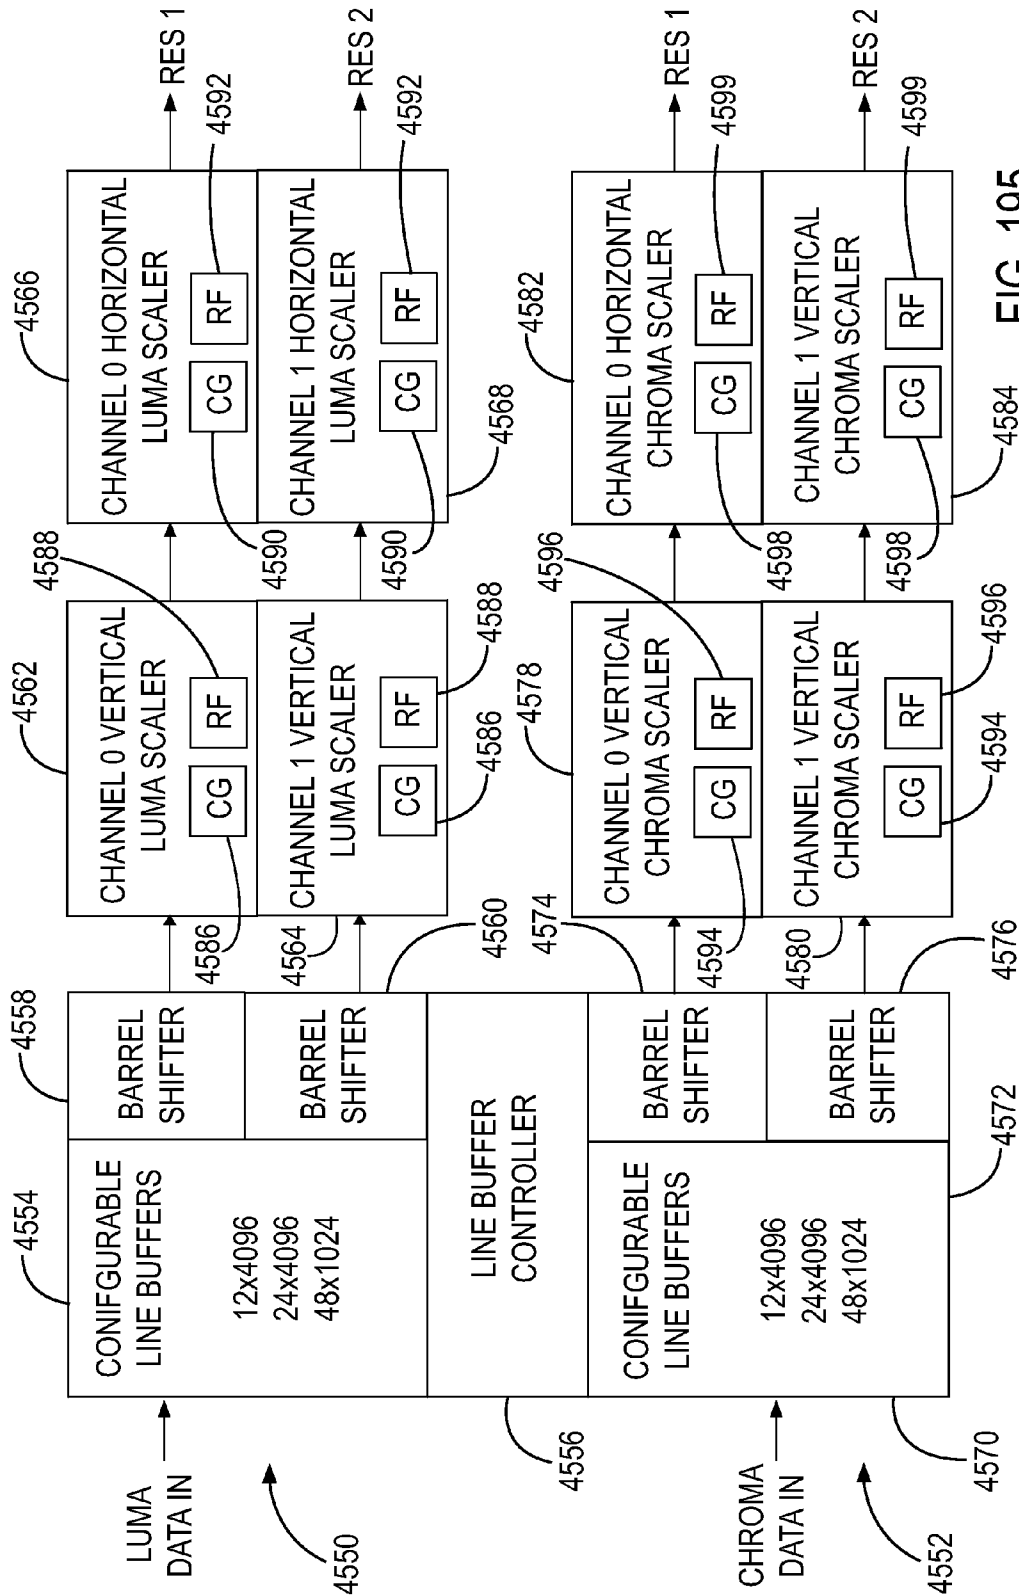 LUMA
DATA IN
4550
4554
CONIFGURABLE
LINE BUFFERS
12x4096
24x4096
48x1024
4558
BARREL
SHIFTER
BARREL
SHIFTER
4560
4562
CHANNEL 0 VERTICAL
LUMA SCALER
CG
RF
4586
4588
4564
CHANNEL 1 VERTICAL
LUMA SCALER
CG
RF
4586
4588
4566
CHANNEL 0 HORIZONTAL
LUMA SCALER
CG
RF
4590
4592
RES 1
CHANNEL 1 HORIZONTAL
LUMA SCALER
CG
RF
4590
4592
4568
RES 2
4556
LINE BUFFER
CONTROLLER
CHROMA
DATA IN
4552
4570
CONIFGURABLE
LINE BUFFERS
12x4096
24x4096
48x1024
4572
4574
BARREL
SHIFTER
BARREL
SHIFTER
4576
4578
CHANNEL 0 VERTICAL
CHROMA SCALER
CG
RF
4594
4596
4580
CHANNEL 1 VERTICAL
CHROMA SCALER
CG
RF
4594
4596
4582
CHANNEL 0 HORIZONTAL
CHROMA SCALER
CG
RF
4598
4599
RES 1
CHANNEL 1 VERTICAL
CHROMA SCALER
CG
RF
4598
4599
4584
RES 2
FIG. 195